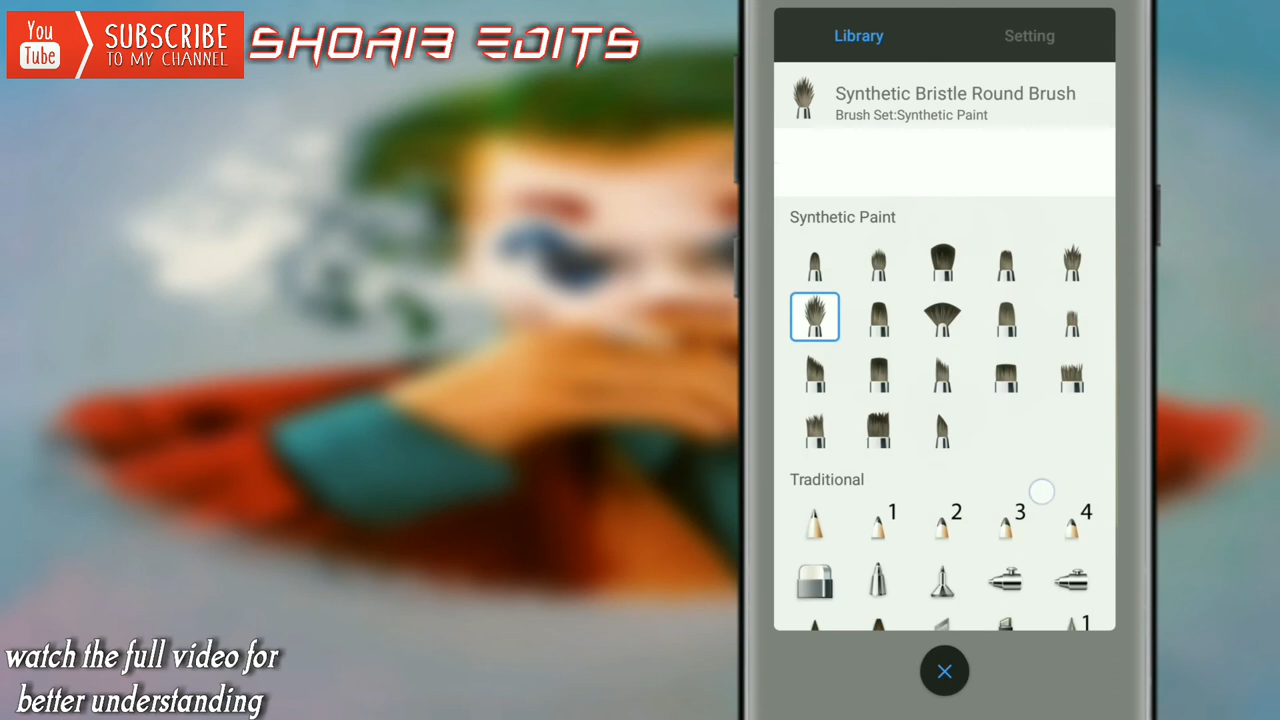 You
Tube
SUBSCRIBE
TO MY CHANNEL
SHOAIB EDITS
Library
Setting
Synthetic Bristle Round Brush
Brush Set:Synthetic Paint
Synthetic Paint
Traditional
1
2
3
4
1
watch the full video for
better understanding